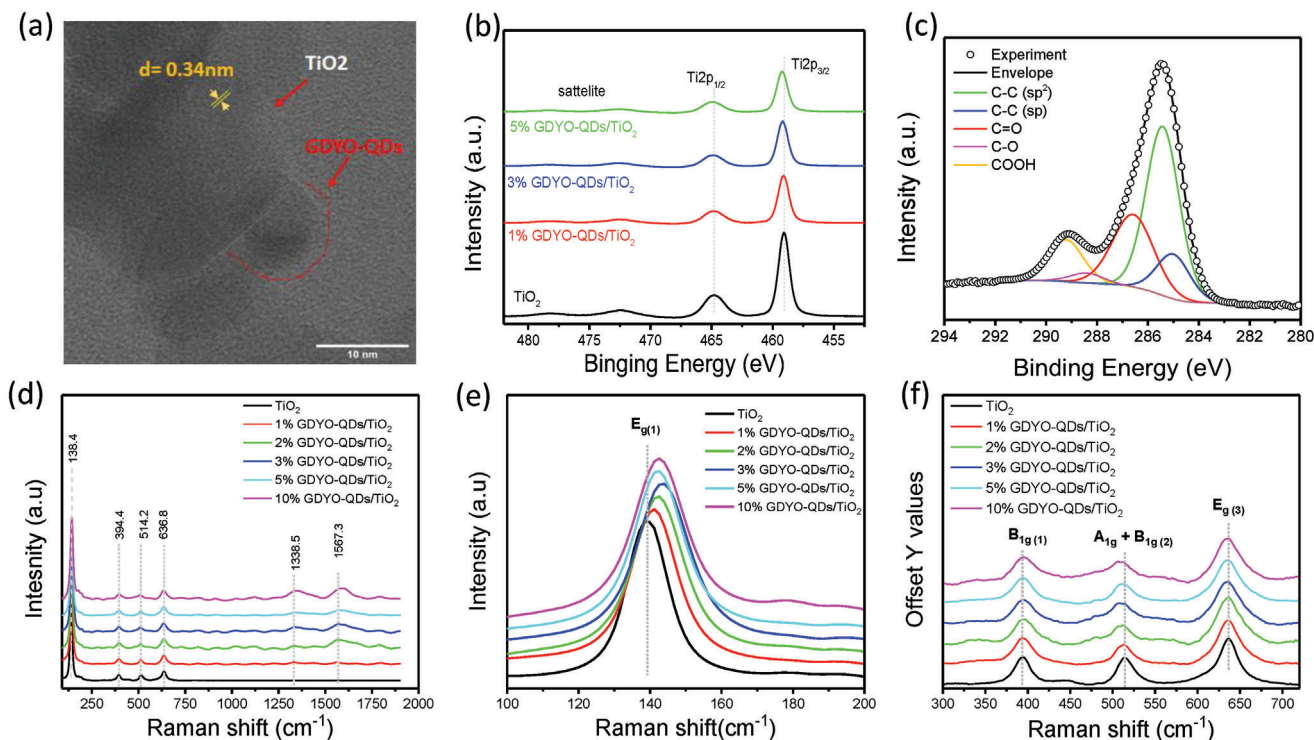 (a)
d= 0.34nm
TiO2
GDYO-QDs
10 nm
(b)
Ti2p1/2
Ti2p3/2
sattelite
5% GDYO-QDs/TiO2
3% GDYO-QDs/TiO2
1% GDYO-QDs/TiO2
TiO2
Intensity (a.u.)
480 475 470 465 460 455
Binging Energy (eV)
(c)
Experiment
Envelope
C-C (sp2)
C-C (sp)
C=O
C-O
COOH
Intensity (a.u.)
294 292 290 288 286 284 282 280
Binding Energy (eV)
(d)
138.4
394.4
514.2
636.8
1338.5
1567.3
TiO2
1% GDYO-QDs/TiO2
2% GDYO-QDs/TiO2
3% GDYO-QDs/TiO2
5% GDYO-QDs/TiO2
10% GDYO-QDs/TiO2
Intesnity (a.u)
250 500 750 1000 1250 1500 1750 2000
Raman shift (cm-1)
(e)
Eg(1)
TiO2
1% GDYO-QDs/TiO2
2% GDYO-QDs/TiO2
3% GDYO-QDs/TiO2
5% GDYO-QDs/TiO2
10% GDYO-QDs/TiO2
Intensity (a.u)
100 120 140 160 180 200
Raman shift(cm-1)
(f)
TiO2
1% GDYO-QDs/TiO2
2% GDYO-QDs/TiO2
3% GDYO-QDs/TiO2
5% GDYO-QDs/TiO2
10% GDYO-QDs/TiO2
B1g (1)
A1g + B1g (2)
Eg (3)
Offset Y values
300 350 400 450 500 550 600 650 700
Raman shift (cm-1)